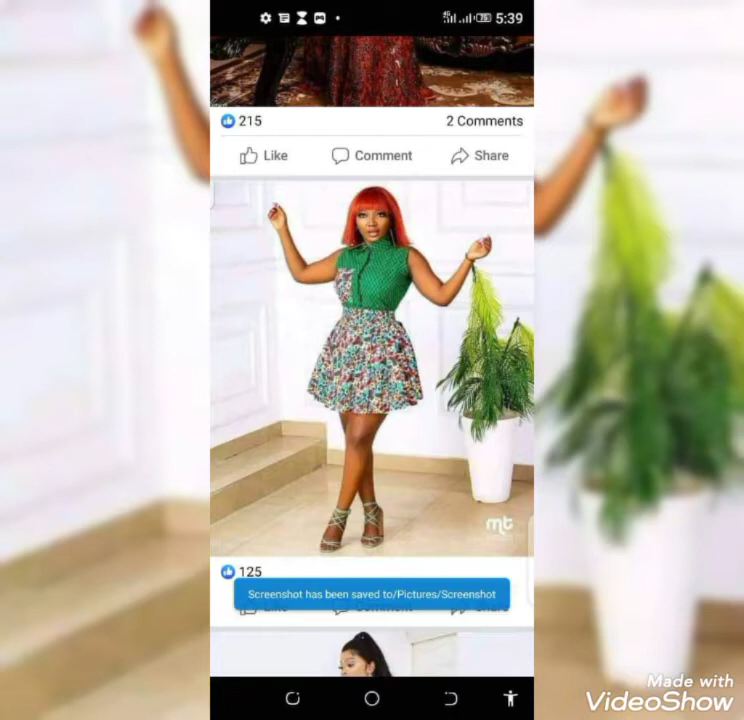 5:39
215
2 Comments
Like Comment Share
mt
125
Screenshot has been saved to/Pictures/Screenshot
Made with
VideoShow